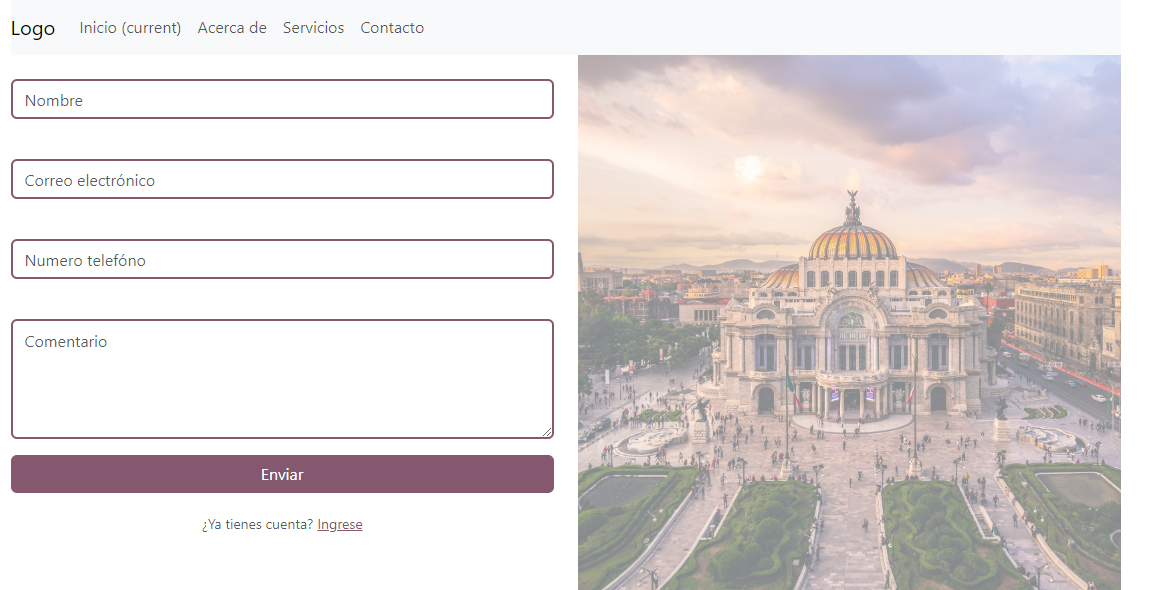 Logo Inicio (current) Acerca de Servicios Contacto
Nombre
Correo electrónico
Numero telefóno
Comentario
Enviar
¿Ya tienes cuenta? Ingrese